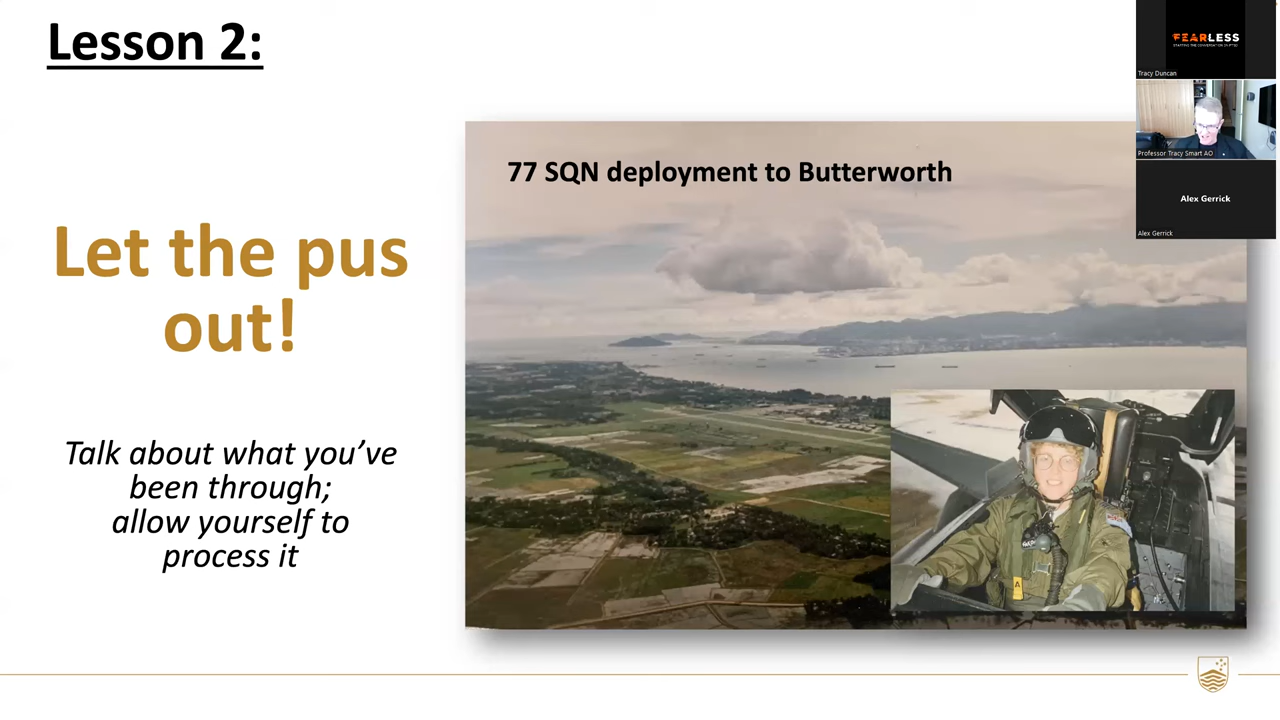 Lesson 2:
77 SQN deployment to Butterworth
Let the pus
out!
Talk about what you’ve
been through;
allow yourself to
process it
FEARLESS
Tracy Duncan
Professor Tracy Smart AO
Alex Gerrick
Alex Gerrick